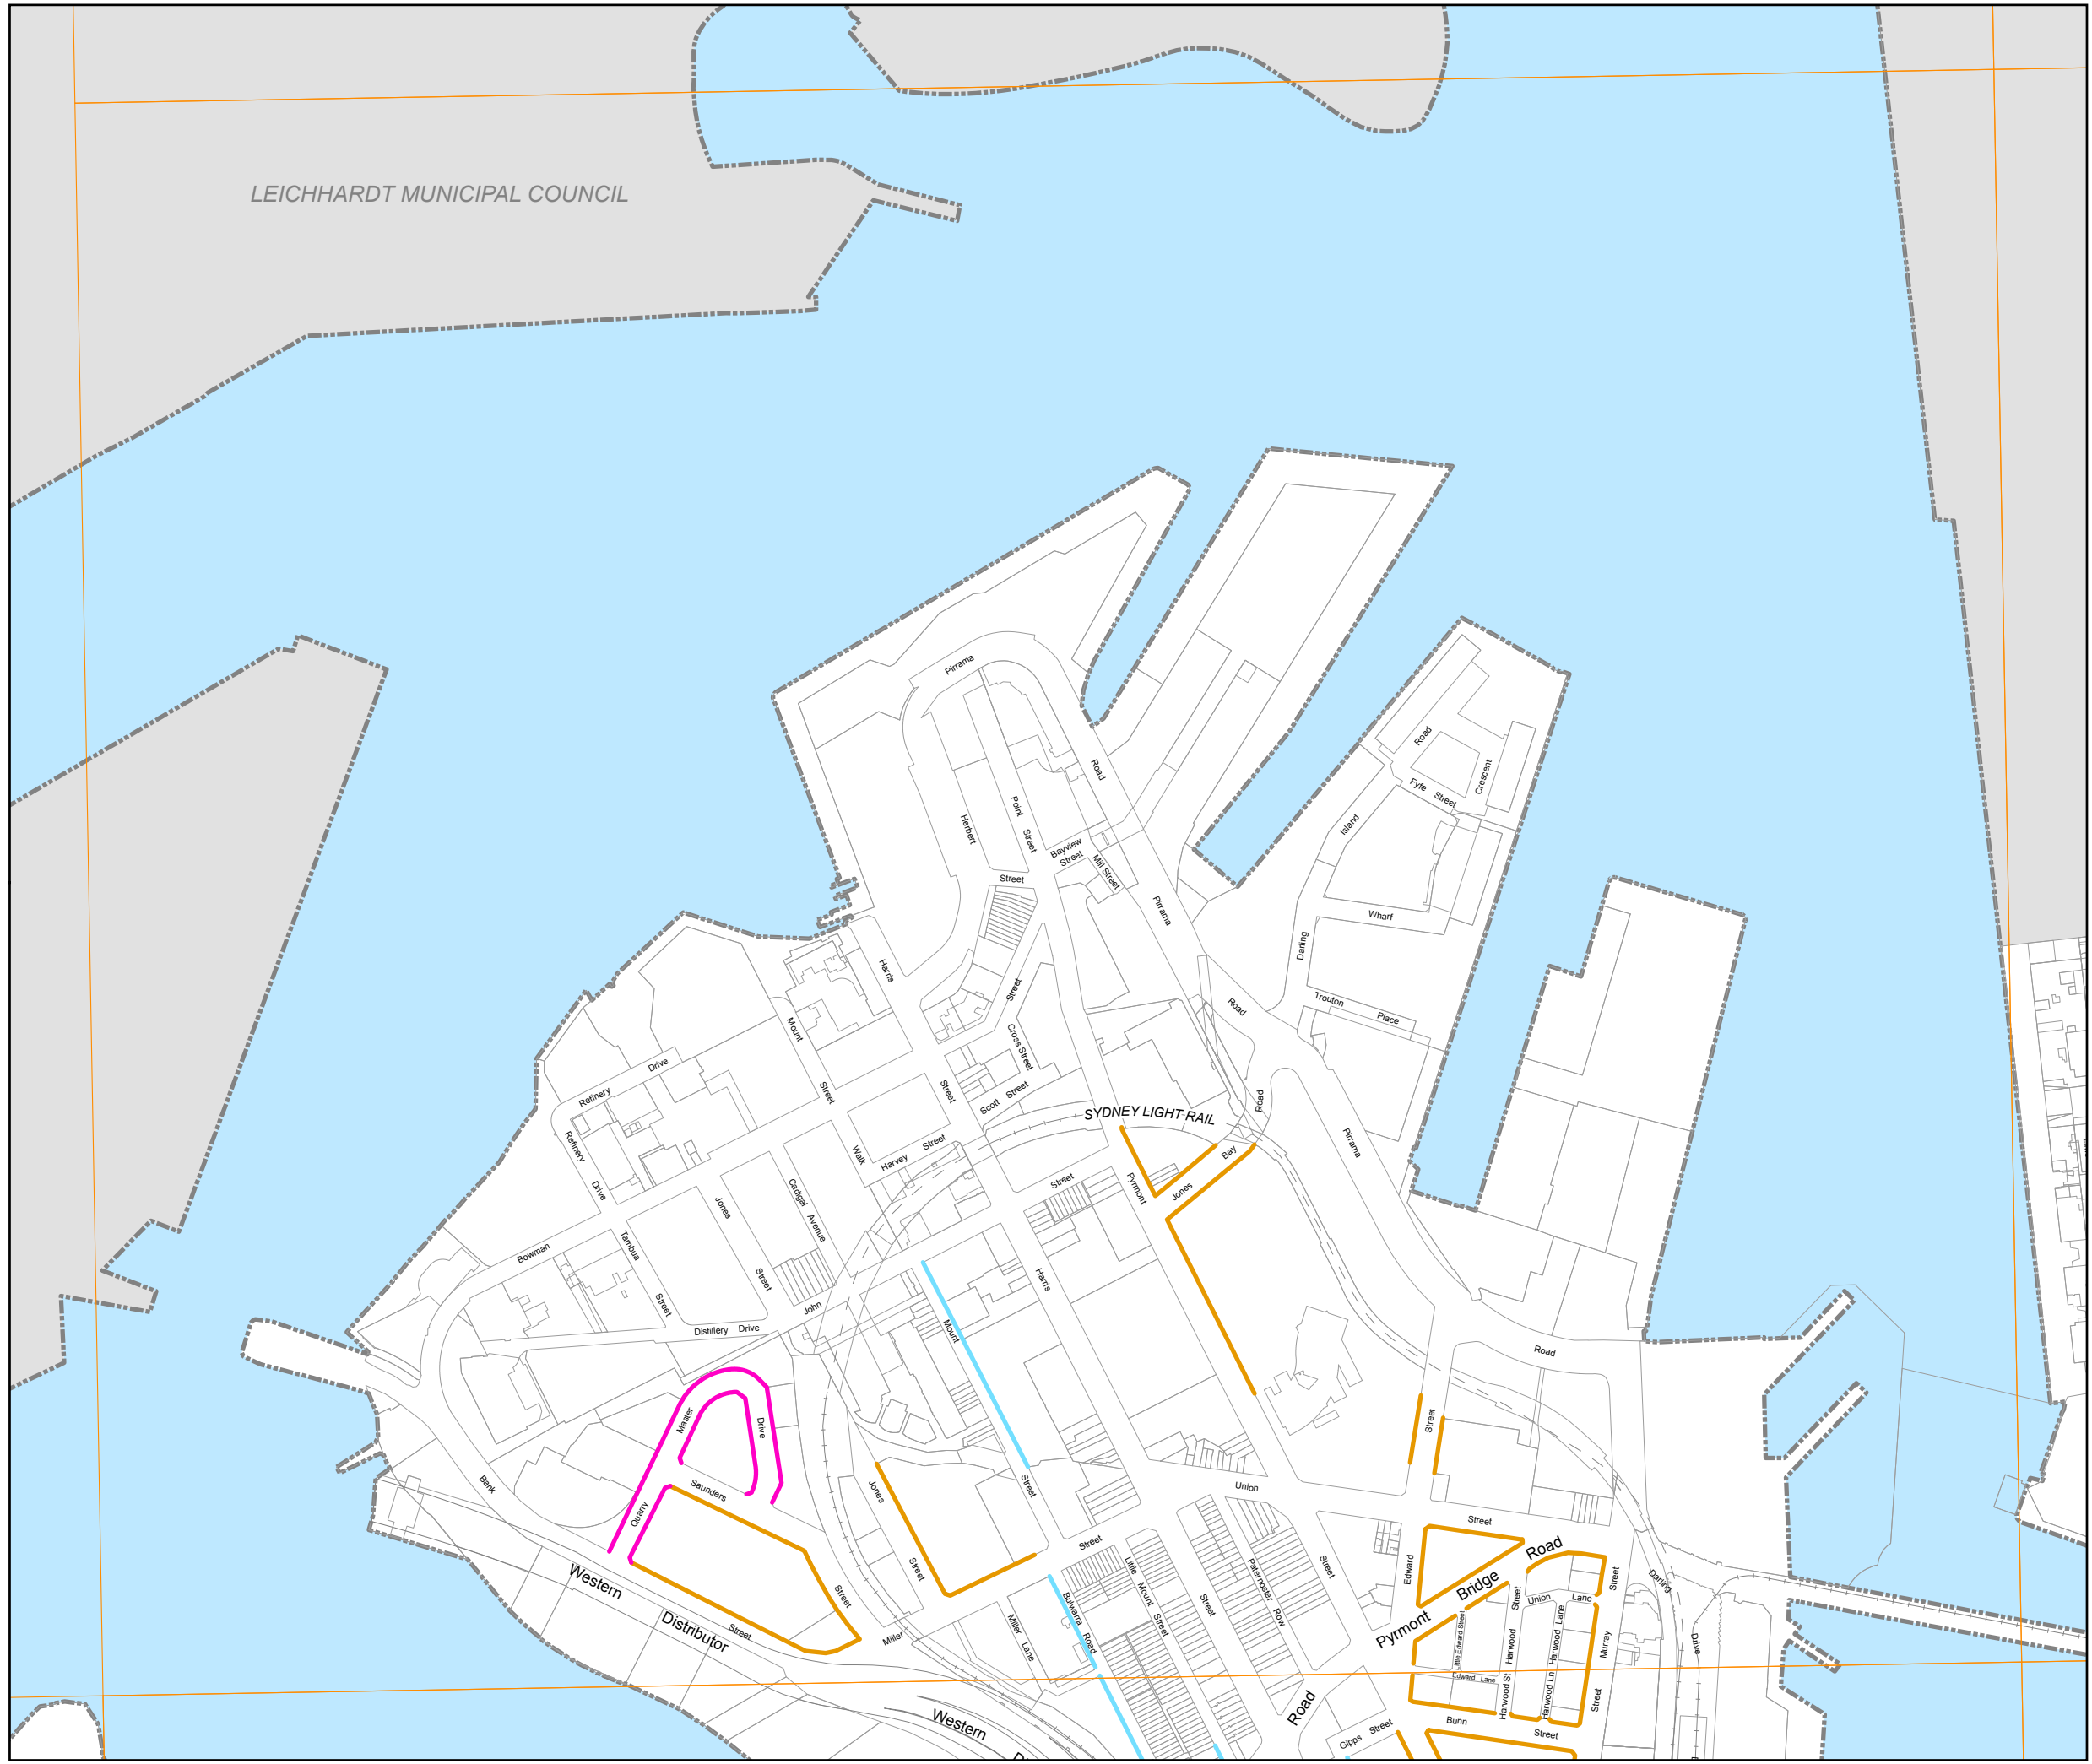 LEICHHARDT MUNICIPAL COUNCIL
Pirrama
Road
Road
Fyfe Street
Crescent
Island
Point
Street
Herbert
Bayview
Street
Mill Street
Street
Pirrama
Wharf
Darling
Harris
Street
Trouton
Place
Road
Mount
Street
Cross Street
Refinery
Drive
Street
Scott Street
SYDNEY LIGHT RAIL
Road
Pirrama
Refinery
Drive
Walk
Harvey Street
Bay
Jones
Street
Pyrmont
Cadigal
Avenue
Jones
Street
Bowman
Tambua
Street
Harris
John
Distillery Drive
Mount
Street
Road
Master
Drive
Street
Bank
Saunders
Quarry
Jones
Street
Union
Street
Street
Street
Road
Bridge
Pyrmont
Edward
Western
Distributor
Street
Street
Miller
Miller
Lane
Bulwarra
Road
Little
Mount
Street
Street
Paternoster
Row
Street
Little Edward Street
Edward Lane
Street
Harwood
Harwood St
Union
Lane
Harwood Lane
Harwood Ln
Street
Murray
Street
Darling
Drive
Western
Road
Gipps Street
Bunn
Street